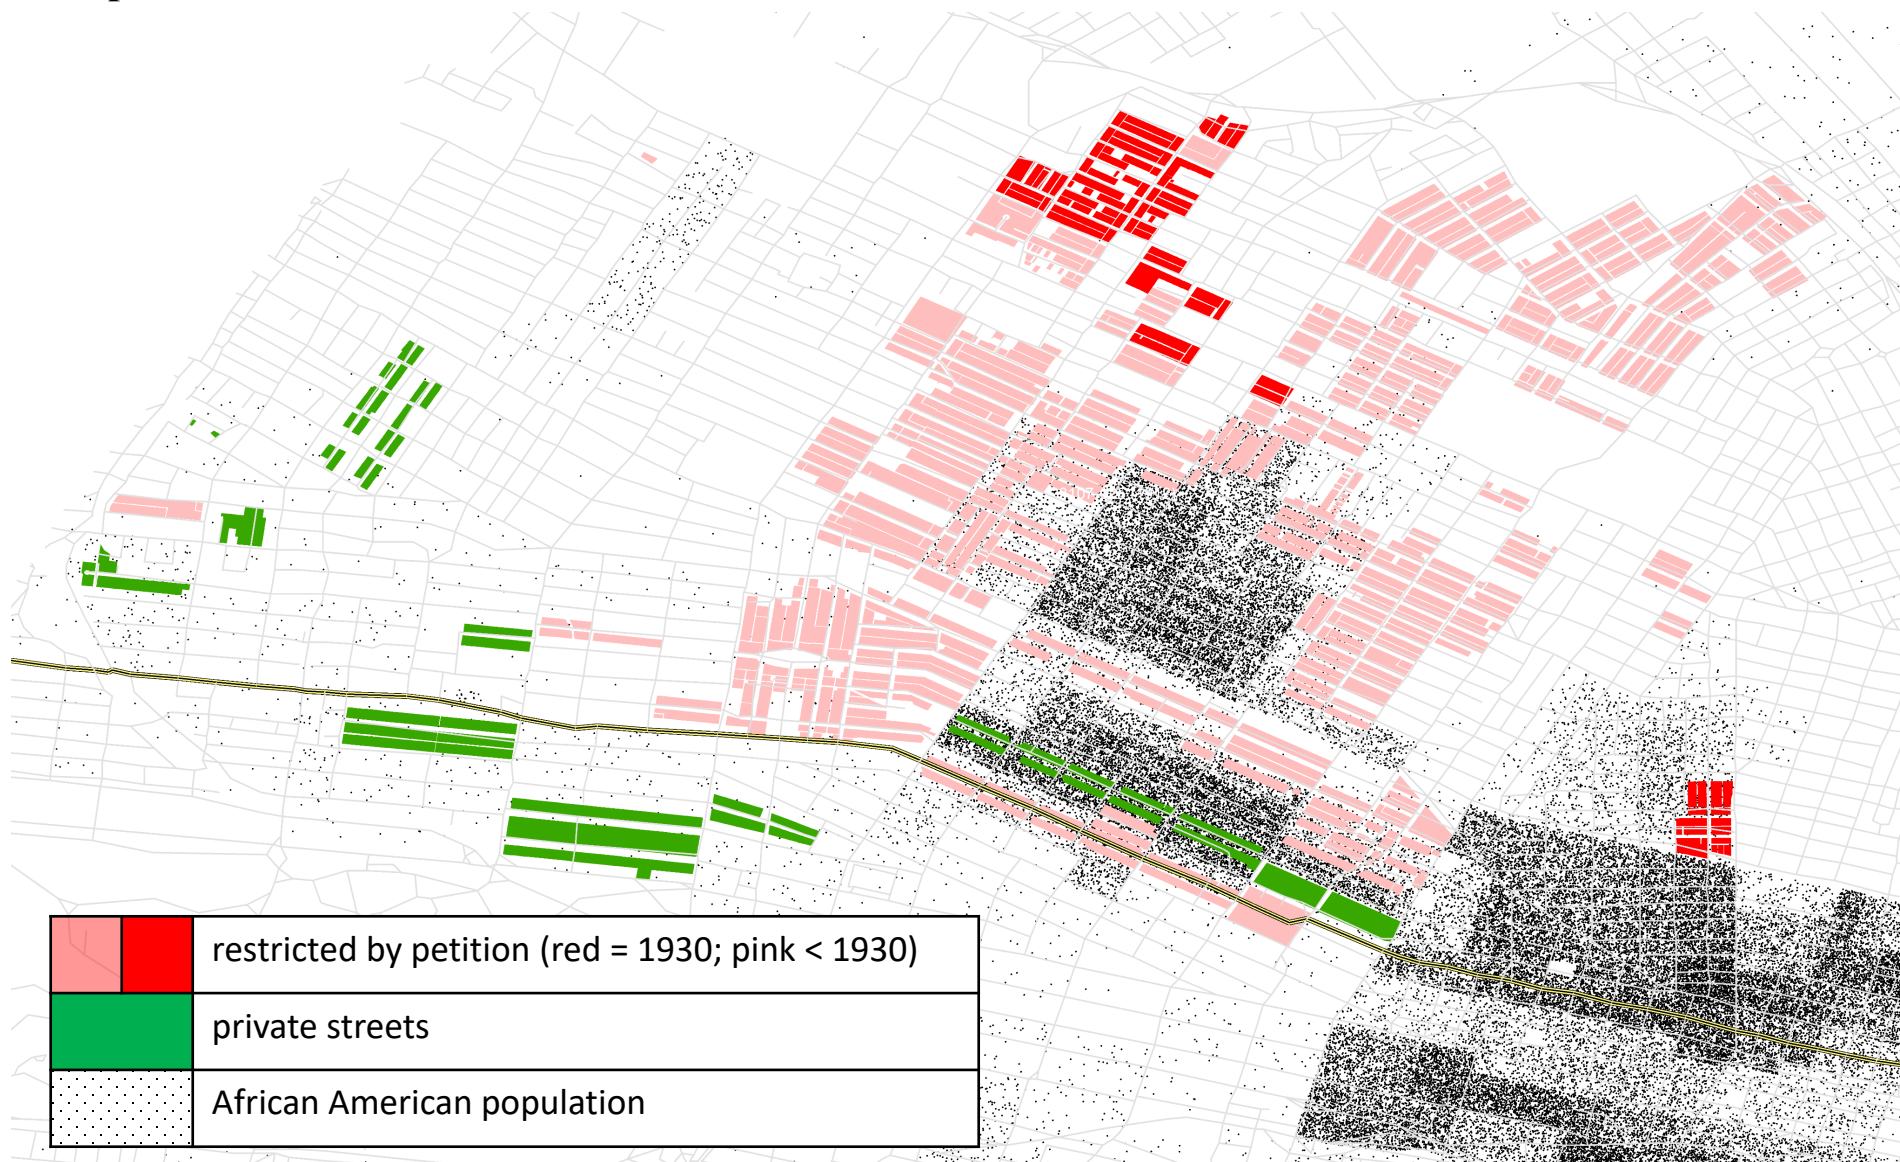 restricted by petition (red = 1930; pink < 1930)
private streets
African American population